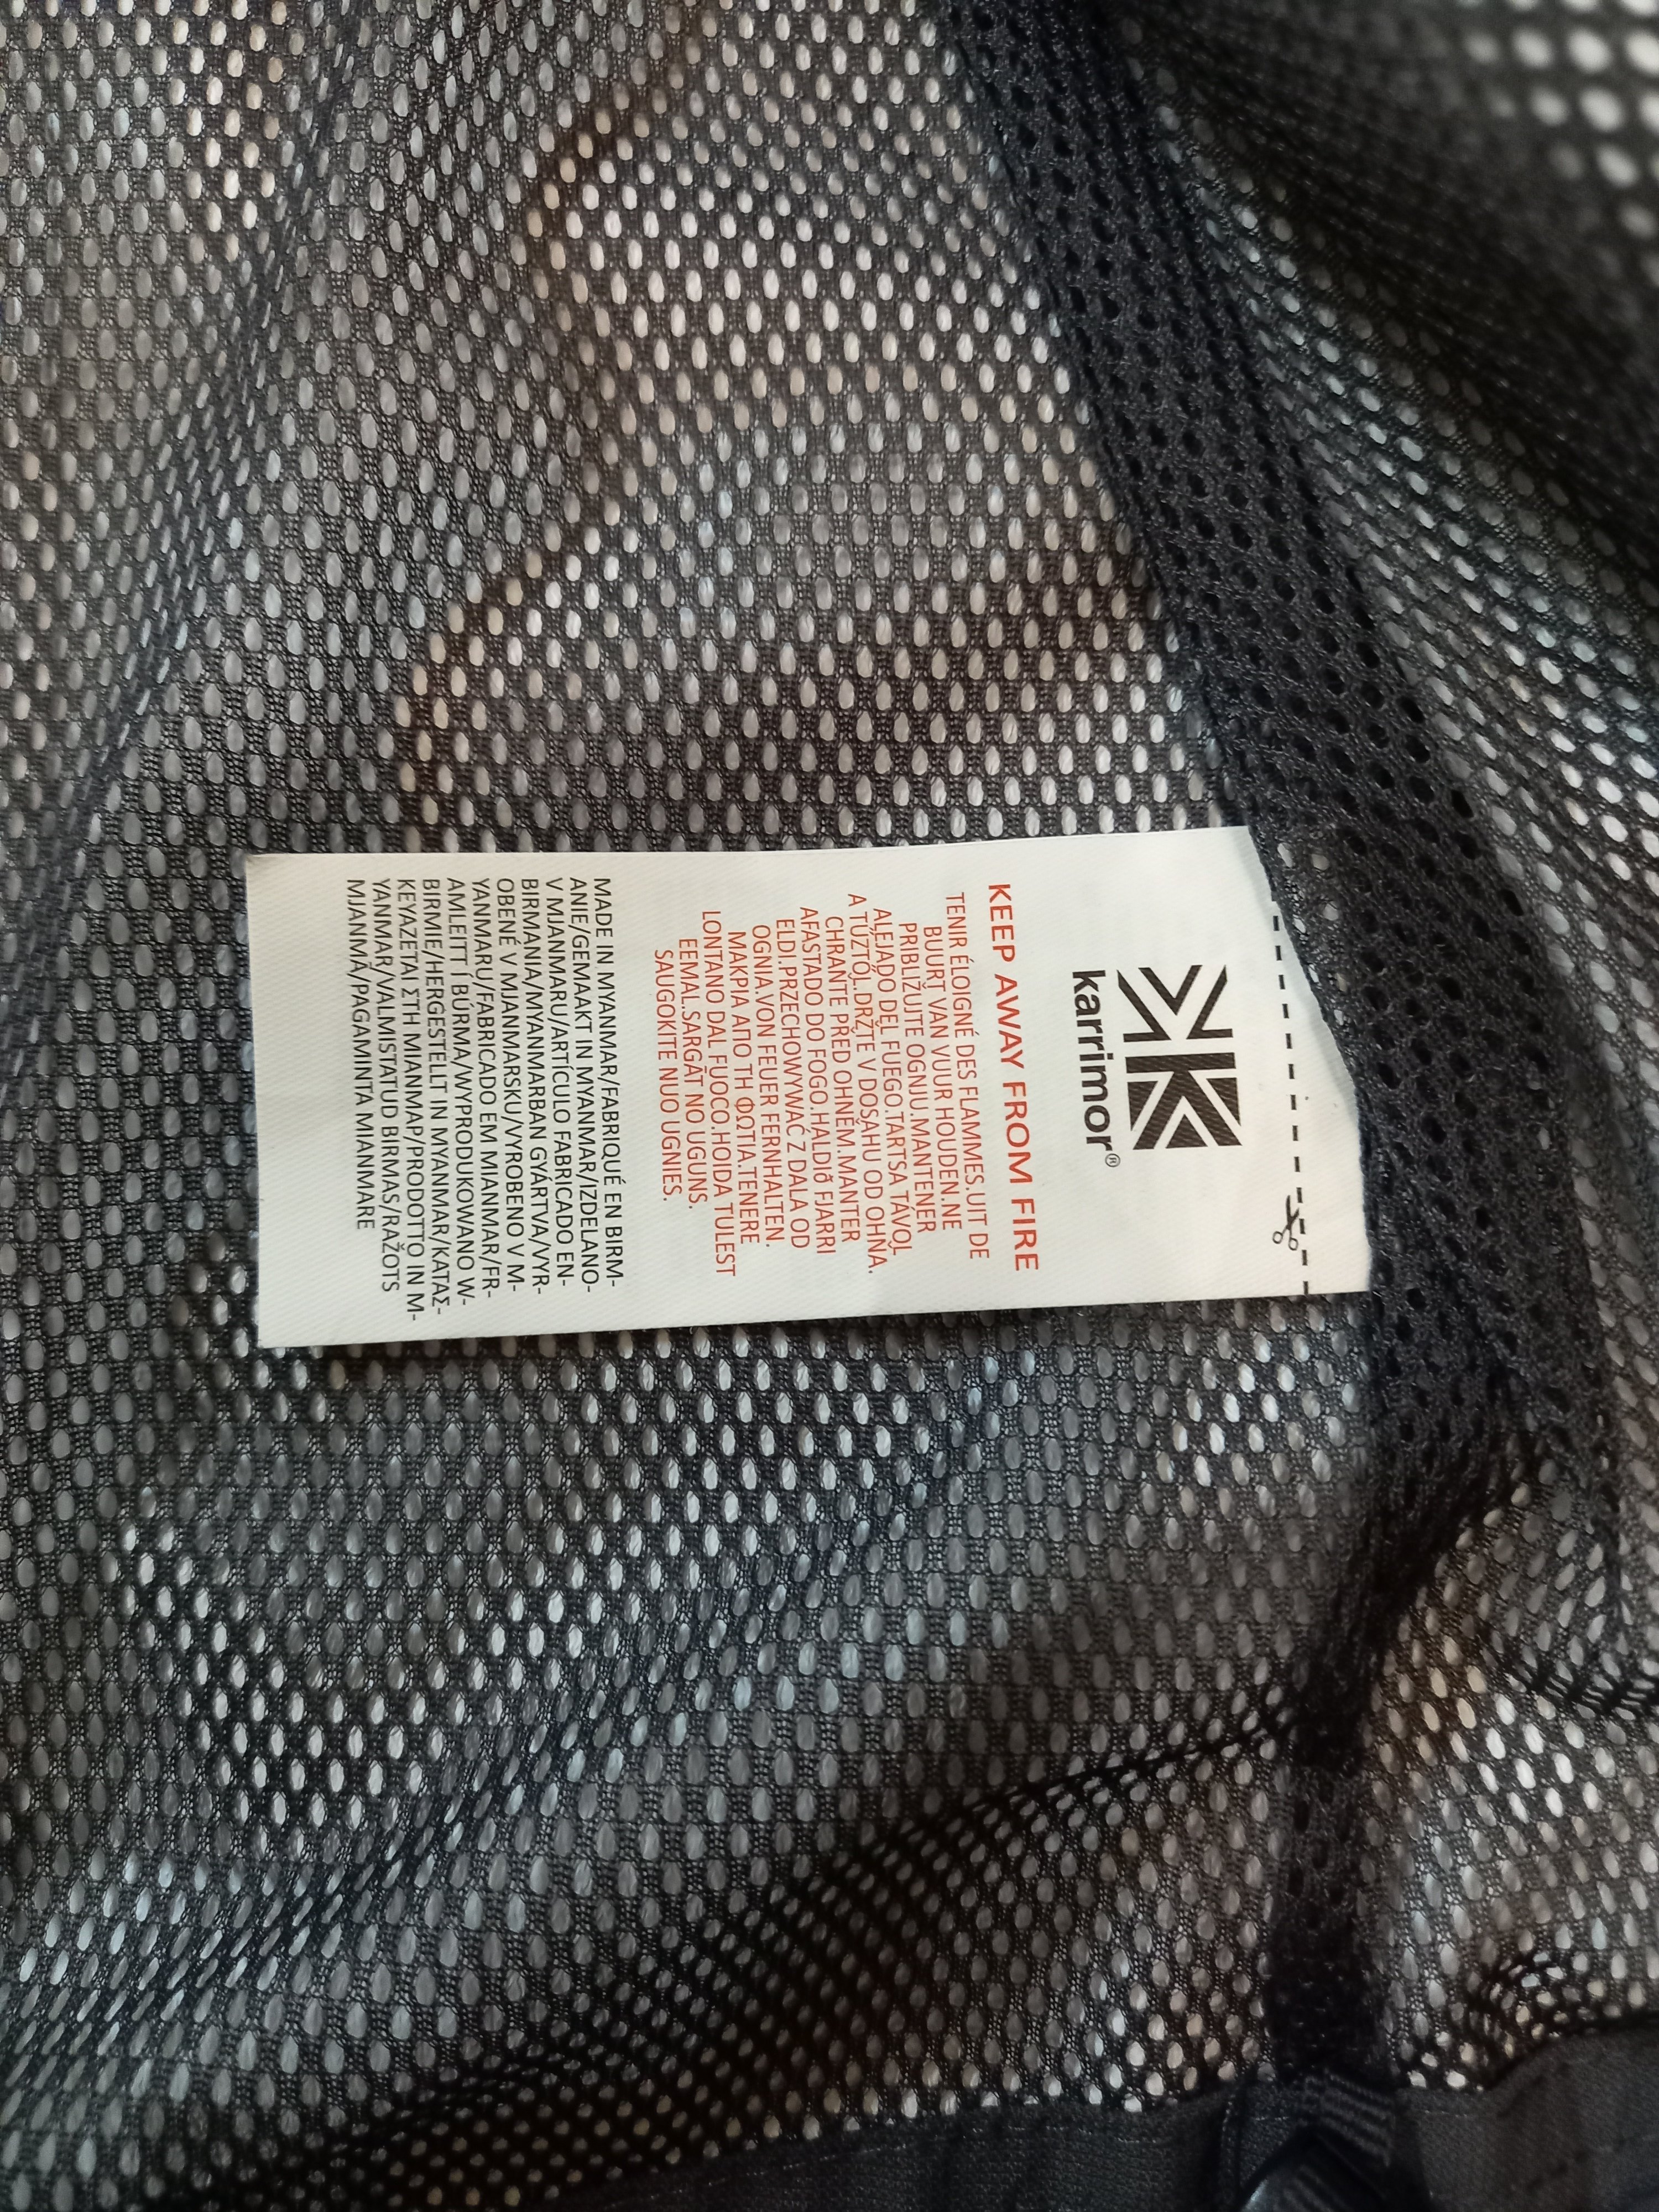 karrimor®
KEEP AWAY FROM FIRE
TENIR ÉLOIGNÉ DES FLAMMES.UIT DE
BUURT VAN VUUR HOUDEN.NE
PRIBLIŽUJTE OGNJU.MANTENER
ALEJADO DEL FUEGO.TARTSA TÁVOL
A TŰZTŐL.DRŽTE V DOSAHU OD OHNA.
CHRANTE PŘED OHNĚM.MANTER
AFASTADO DO FOGO.HALDIÐ FJARRI
ELDI.PRZECHOWYWAĆ Z DALA OD
OGNIA.VON FEUER FERNHALTEN.
ΜΑΚΡΙΑ ΑΠΟ ΤΗ ΦΩΤΙΑ.TENERE
LONTANO DAL FUOCO.HOIDA TULEST
EEMAL.SARGĀT NO UGUNS.
SAUGOKITE NUO UGNIES.
MADE IN MYANMAR/FABRIQUÉ EN BIRM-
ANIE/GEMAAKT IN MYANMAR/IZDELANO-
V MJANMARU/ARTÍCULO FABRICADO EN-
BIRMANIA/MYANMARBAN GYÁRTVA/VYR-
OBENÉ V MJANMARSKU/VYROBENO V M-
YANMARU/FABRICADO EM MIANMAR/FR-
AMLEITT Í BÚRMA/WYPRODUKOWANO W-
BIRMIE/HERGESTELLT IN MYANMAR/ΚΑΤΑΣ-
ΚΕΥΑΖΕΤΑΙ ΣΤΗ ΜΙΑΝΜΑΡ/PRODOTTO IN M-
YANMAR/VALMISTATUD BIRMAS/RAŽOTS
MJANMĀ/PAGAMINTA MIANMARE